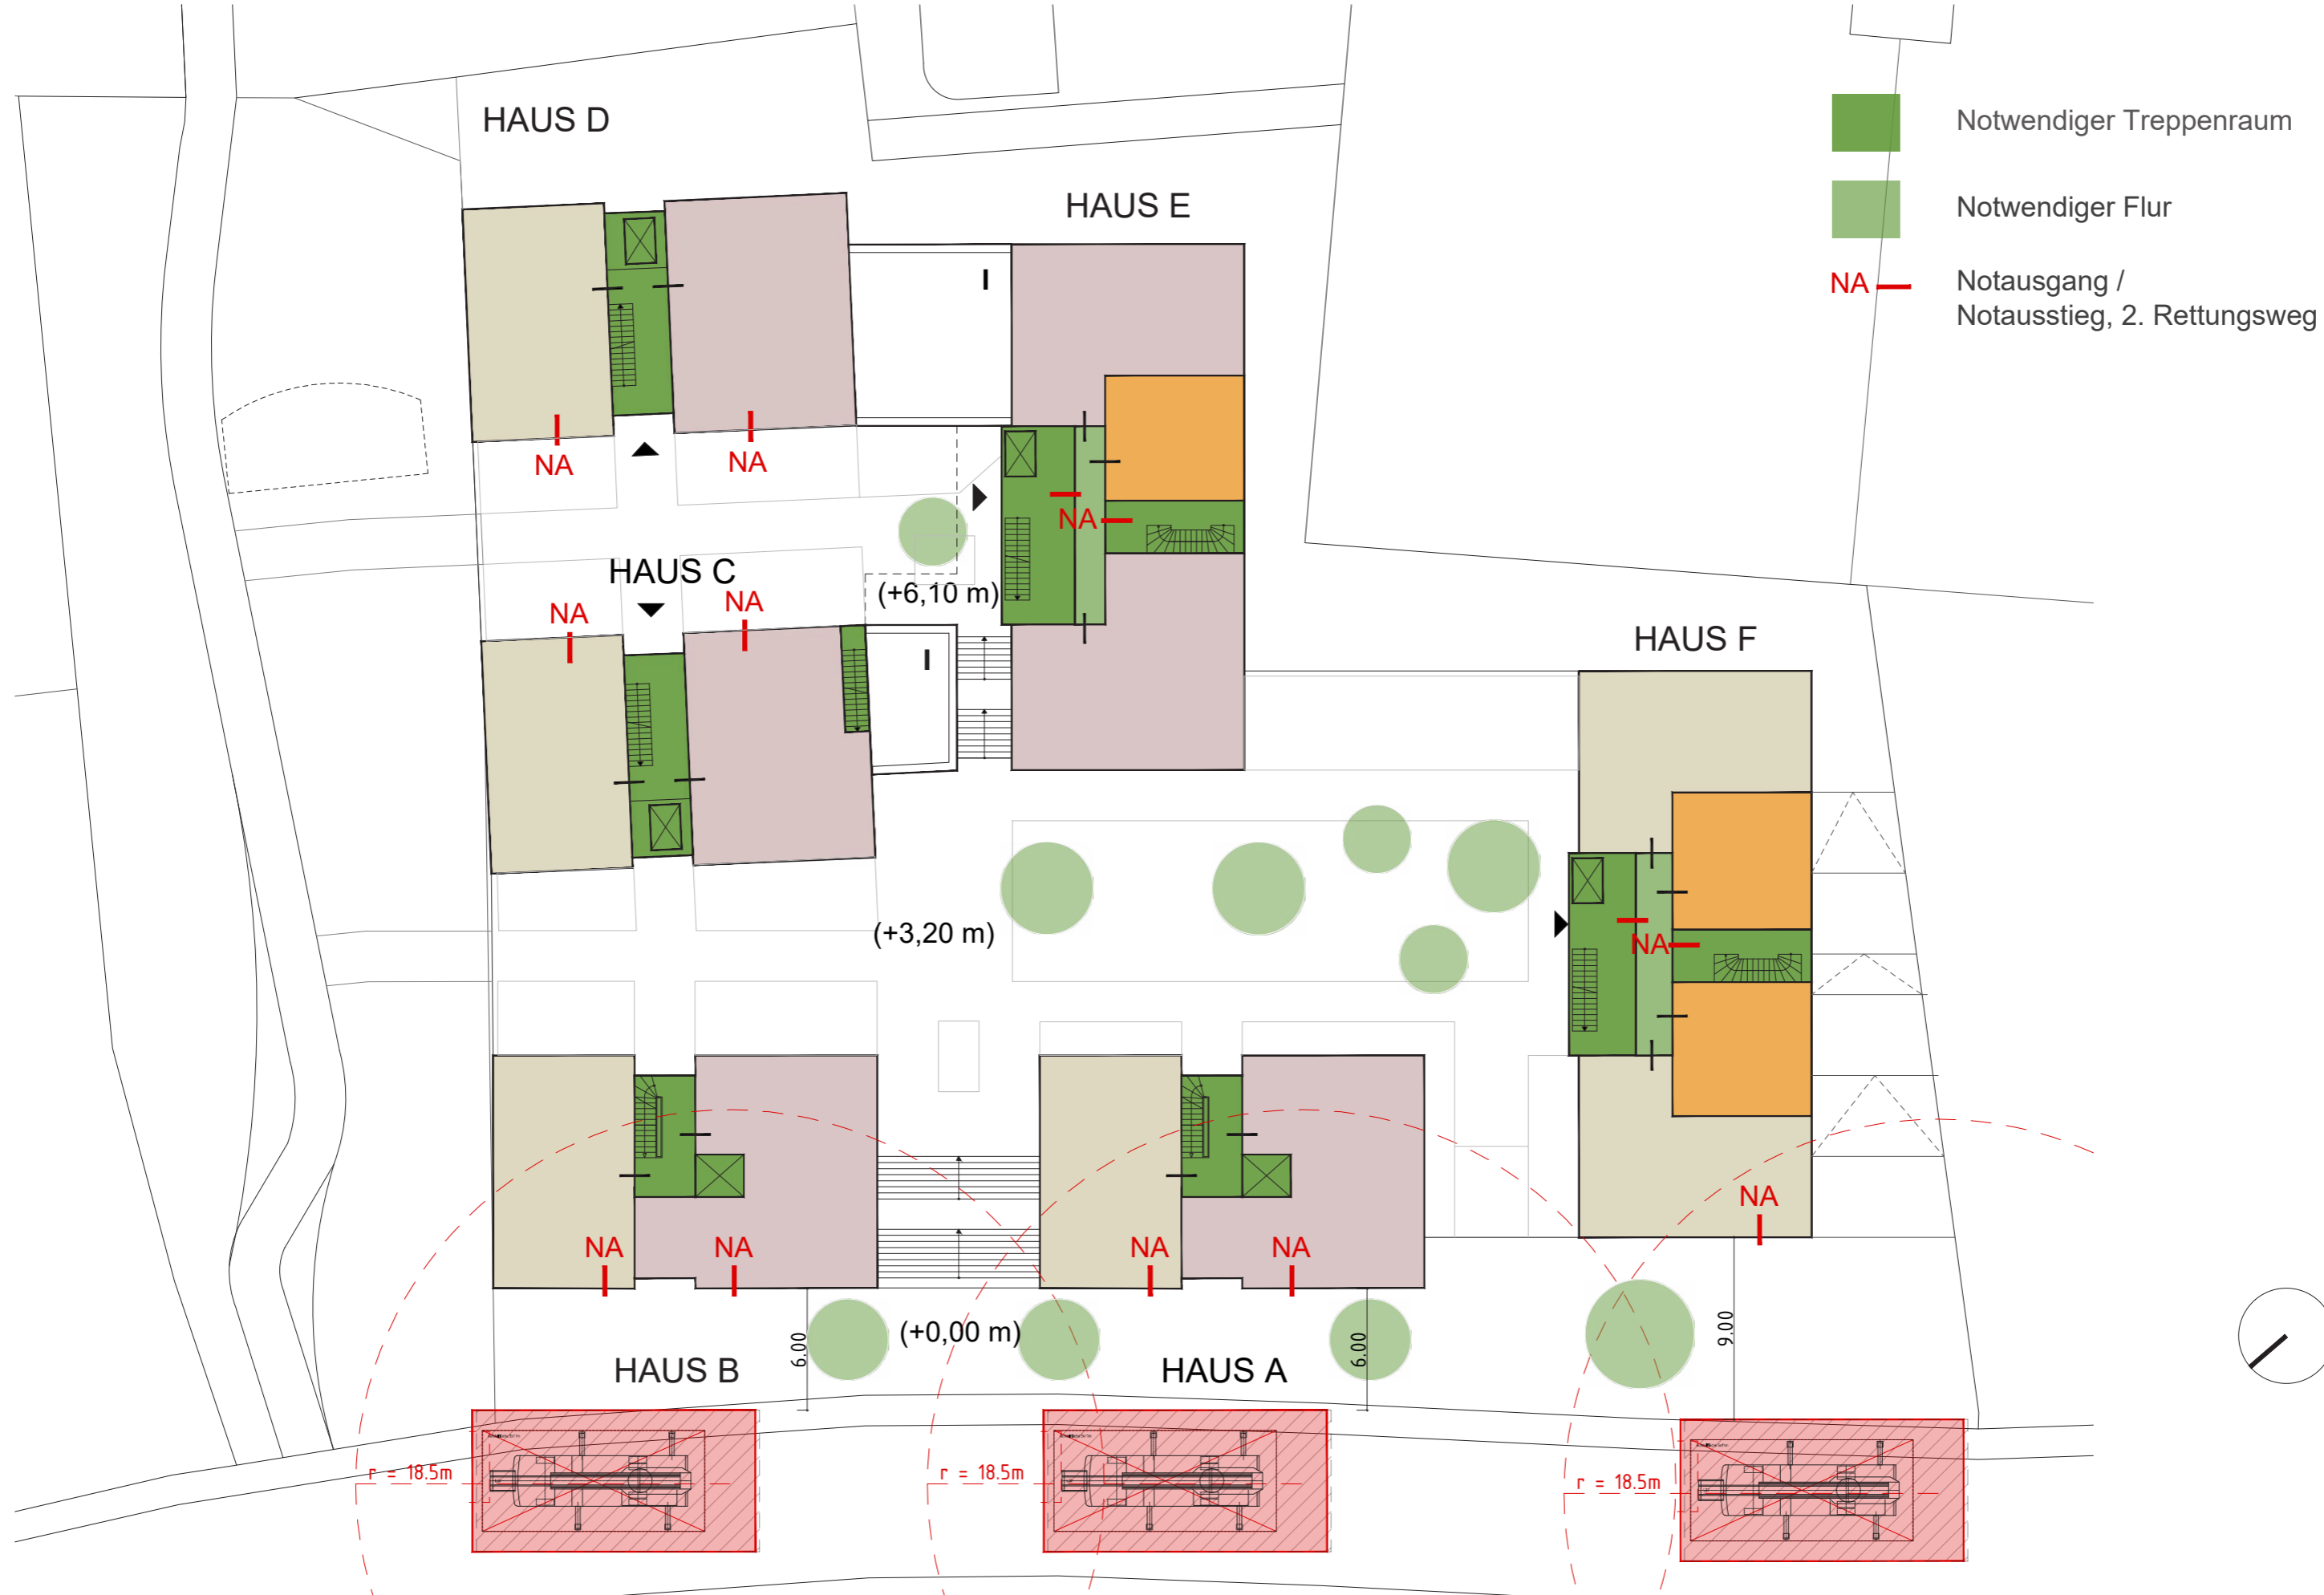 HAUS D
Notwendiger Treppenraum
HAUS E
Notwendiger Flur
I
NA
Notausgang /
Notausstieg, 2. Rettungsweg
NA
NA
NA
HAUS C
(+6,10 m)
NA
NA
I
HAUS F
(+3,20 m)
NA
NA
NA
NA
NA
NA
(+0,00 m)
6.00
6.00
9.00
HAUS B
HAUS A
r = 18.5m
r = 18.5m
r = 18.5m